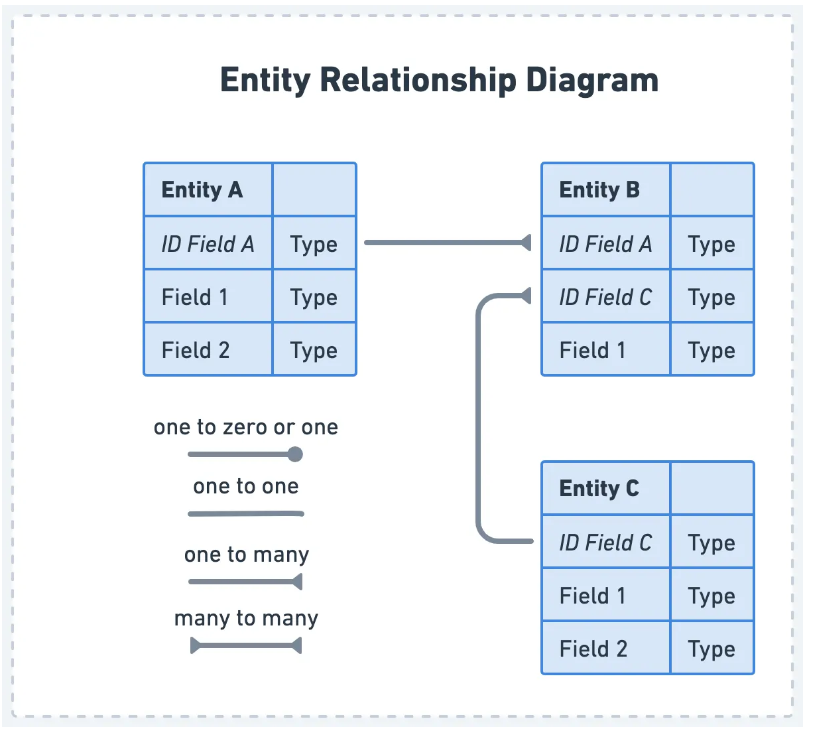 Entity Relationship Diagram
Entity A
ID Field A Type
Field 1 Type
Field 2 Type
Entity B
ID Field A Type
ID Field C Type
Field 1 Type
one to zero or one
one to one
one to many
many to many
Entity C
ID Field C Type
Field 1 Type
Field 2 Type